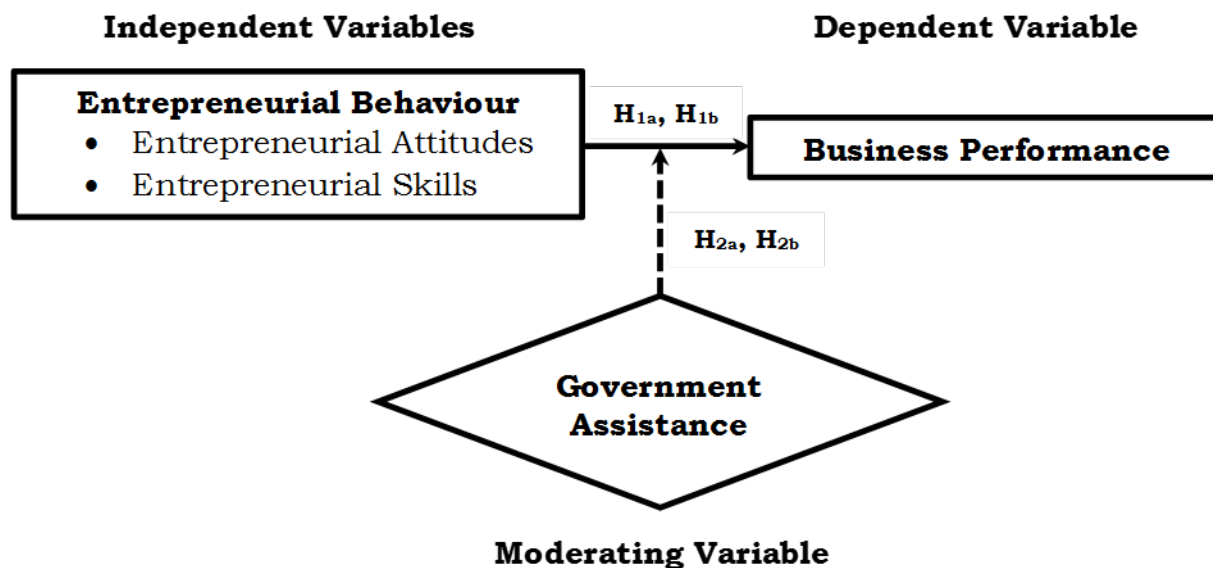 Independent Variables
Dependent Variable
Entrepreneurial Behaviour
• Entrepreneurial Attitudes
• Entrepreneurial Skills
H1a, H1b
Business Performance
H2a, H2b
Government
Assistance
Moderating Variable